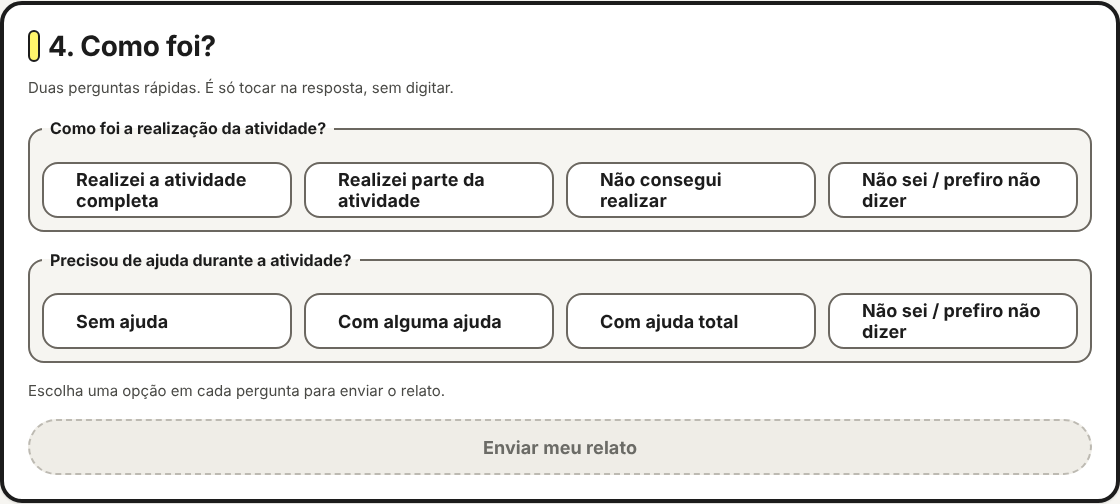 4. Como foi?
Duas perguntas rápidas. É só tocar na resposta, sem digitar.
Como foi a realização da atividade?
Realizei a atividade
completa
Realizei parte da
atividade
Não consegui
realizar
Não sei / prefiro não
dizer
Precisou de ajuda durante a atividade?
Sem ajuda
Com alguma ajuda
Com ajuda total
Não sei / prefiro não
dizer
Escolha uma opção em cada pergunta para enviar o relato.
Enviar meu relato